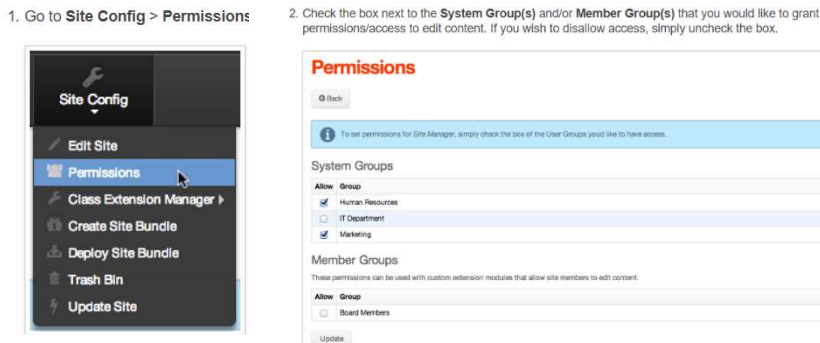 1. Go to Site Config > Permissions
Site Config
Edit Site
Permissions
Class Extension Manager
Create Site Bundle
Deploy Site Bundle
Trash Bin
Update Site
2. Check the box next to the System Group(s) and/or Member Group(s) that you would like to grant
permissions/access to edit content. If you wish to disallow access, simply uncheck the box.
Permissions
Back
To set permissions for Site Manager, simply check the box of the User Groups youd like to have access.
System Groups
Allow Group
Human Resources
IT Department
Marketing
Member Groups
These permissions can be used with custom extension modules that allow site members to edit content.
Allow Group
Board Members
Update